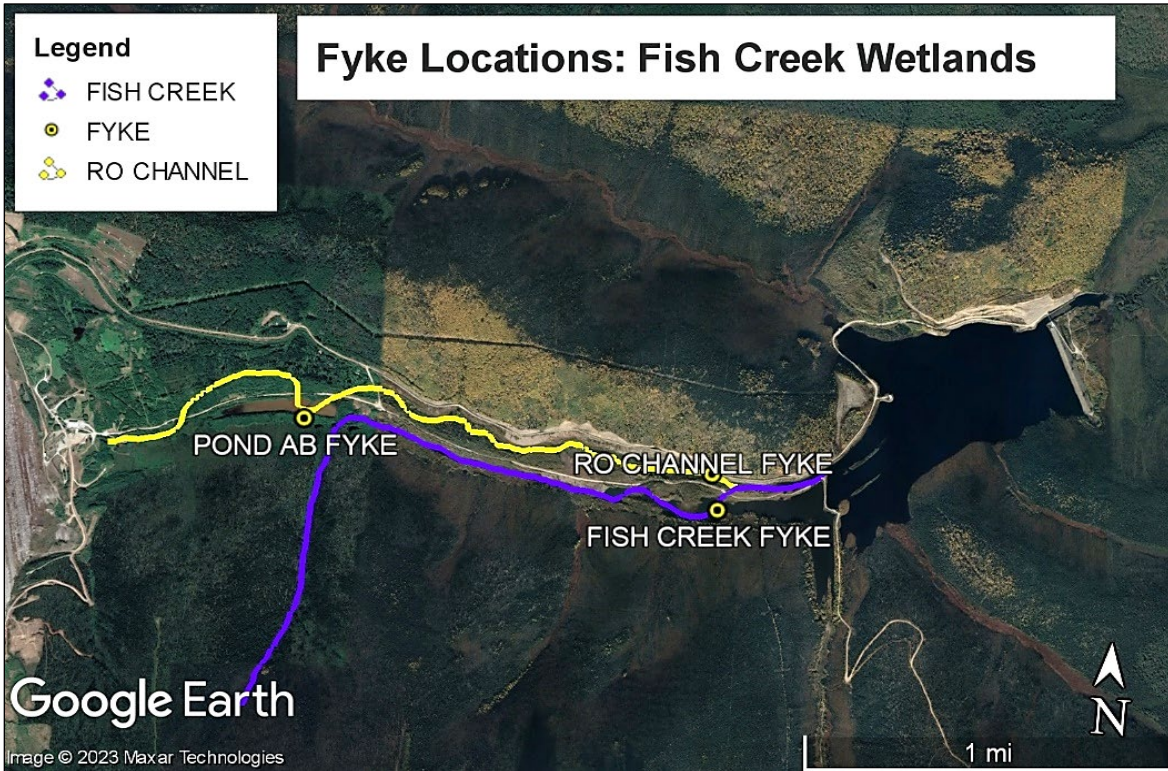 Legend
FISH CREEK
FYKE
RO CHANNEL
Fyke Locations: Fish Creek Wetlands
POND AB FYKE
RO CHANNEL FYKE
FISH CREEK FYKE
Google Earth
Image © 2023 Maxar Technologies
N
1 mi